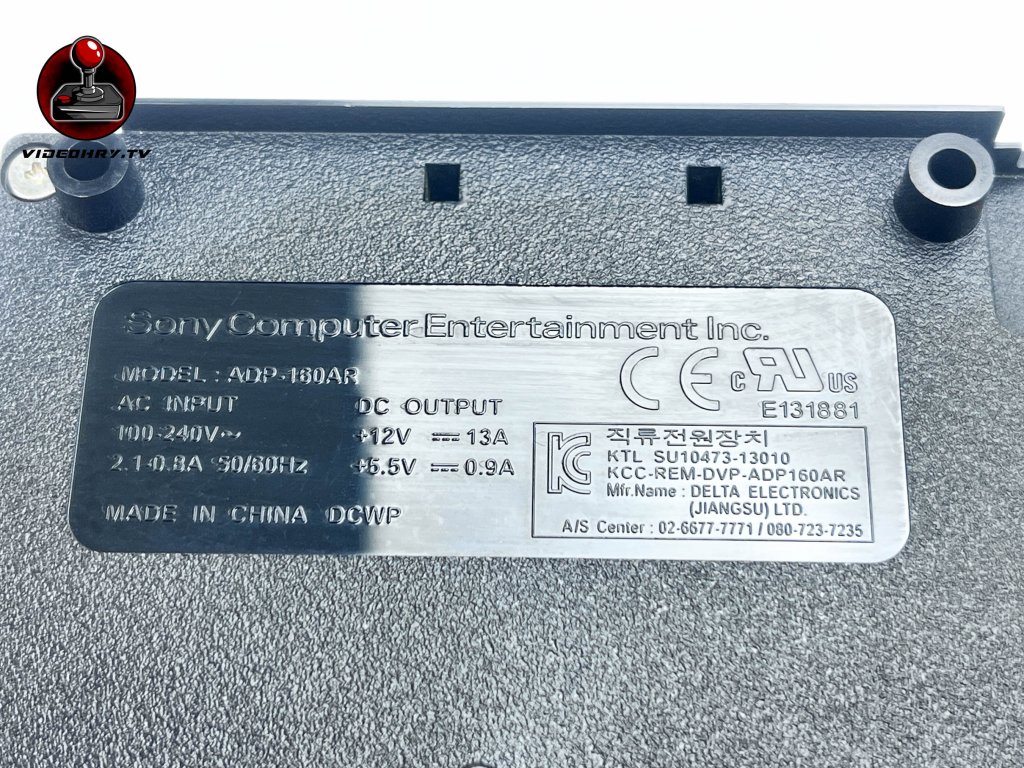 VIDEOHRY.TV
Sony Computer Entertainment Inc.
MODEL : ADP-160AR
AC INPUT DC OUTPUT
100-240V~ +12V ⎓ 13A
2.1-0.8A 50/60Hz +5.5V ⎓ 0.9A
MADE IN CHINA DCWP
CE c RU US
E131881
KC 직류전원장치
KTL SU10473-13010
KCC-REM-DVP-ADP160AR
Mfr.Name : DELTA ELECTRONICS
(JIANGSU) LTD.
A/S Center : 02-6677-7771 / 080-723-7235